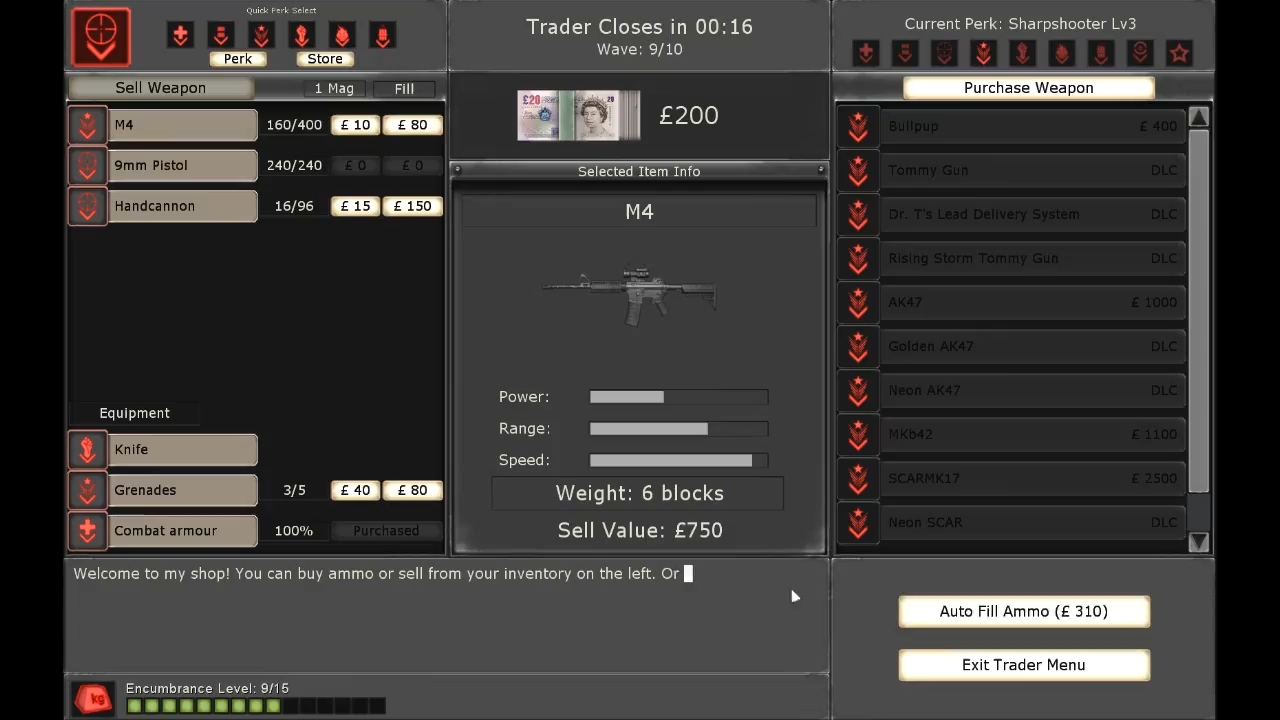 Quick Perk Select
Perk
Store
Trader Closes in 00:16
Wave: 9/10
Current Perk: Sharpshooter Lv3
Sell Weapon
1 Mag
Fill
M4
160/400
£ 10
£ 80
9mm Pistol
240/240
£ 0
£ 0
Handcannon
16/96
£ 15
£ 150
Equipment
Knife
Grenades
3/5
£ 40
£ 80
Combat armour
100%
Purchased
£20
20
£200
Selected Item Info
M4
Power:
Range:
Speed:
Weight: 6 blocks
Sell Value: £750
Purchase Weapon
Bullpup
£ 400
Tommy Gun
DLC
Dr. T's Lead Delivery System
DLC
Rising Storm Tommy Gun
DLC
AK47
£ 1000
Golden AK47
DLC
Neon AK47
DLC
MKb42
£ 1100
SCARMK17
£ 2500
Neon SCAR
DLC
Welcome to my shop! You can buy ammo or sell from your inventory on the left. Or
Auto Fill Ammo (£ 310)
Exit Trader Menu
kg
Encumbrance Level: 9/15